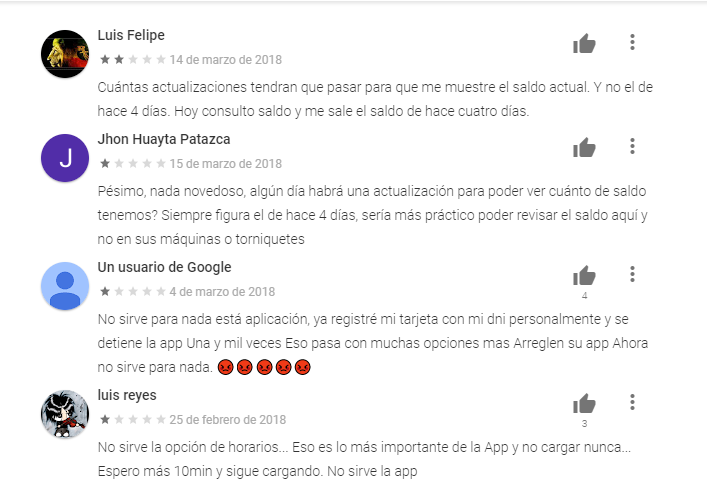 Luis Felipe
14 de marzo de 2018
Cuántas actualizaciones tendran que pasar para que me muestre el saldo actual. Y no el de
hace 4 días. Hoy consulto saldo y me sale el saldo de hace cuatro días.
J
Jhon Huayta Patazca
15 de marzo de 2018
Pésimo, nada novedoso, algún día habrá una actualización para poder ver cuánto de saldo
tenemos? Siempre figura el de hace 4 días, sería más práctico poder revisar el saldo aquí y
no en sus máquinas o torniquetes
Un usuario de Google
4 de marzo de 2018
4
No sirve para nada está aplicación, ya registré mi tarjeta con mi dni personalmente y se
detiene la app Una y mil veces Eso pasa con muchas opciones mas Arreglen su app Ahora
no sirve para nada. 😡😡😡😡😡
luis reyes
25 de febrero de 2018
3
No sirve la opción de horarios... Eso es lo más importante de la App y no cargar nunca...
Espero más 10min y sigue cargando. No sirve la app